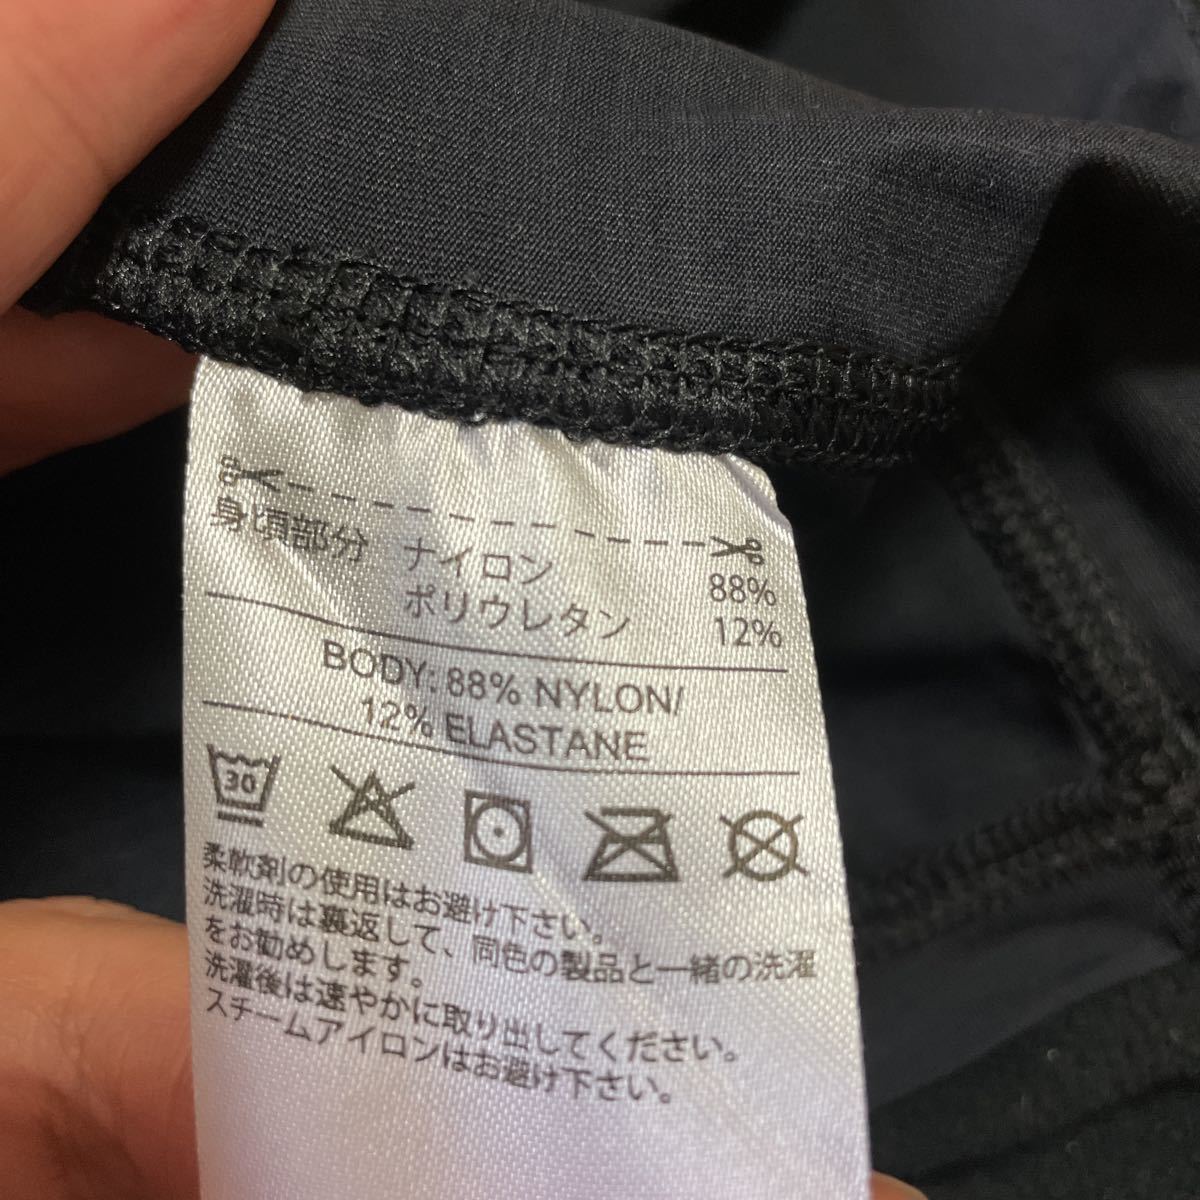 身頃部分 ナイロン 88%
ポリウレタン 12%
BODY: 88% NYLON/
12% ELASTANE
30
柔軟剤の使用はお避け下さい。
洗濯時は裏返して、同色の製品と一緒の洗濯
をお勧めします。
洗濯後は速やかに取り出してください。
スチームアイロンはお避け下さい。